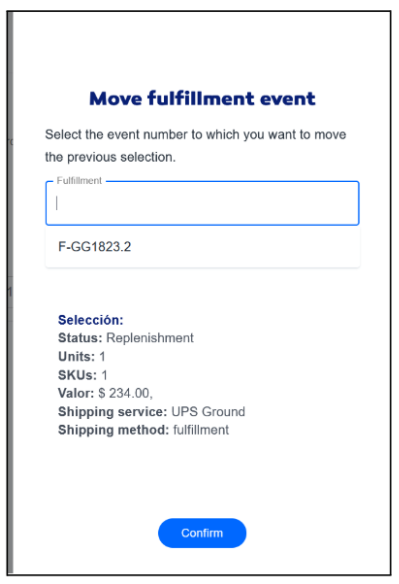 Move fulfillment event
Select the event number to which you want to move
the previous selection.
Fulfillment
F-GG1823.2
Selección:
Status: Replenishment
Units: 1
SKUs: 1
Valor: $ 234.00,
Shipping service: UPS Ground
Shipping method: fulfillment
Confirm